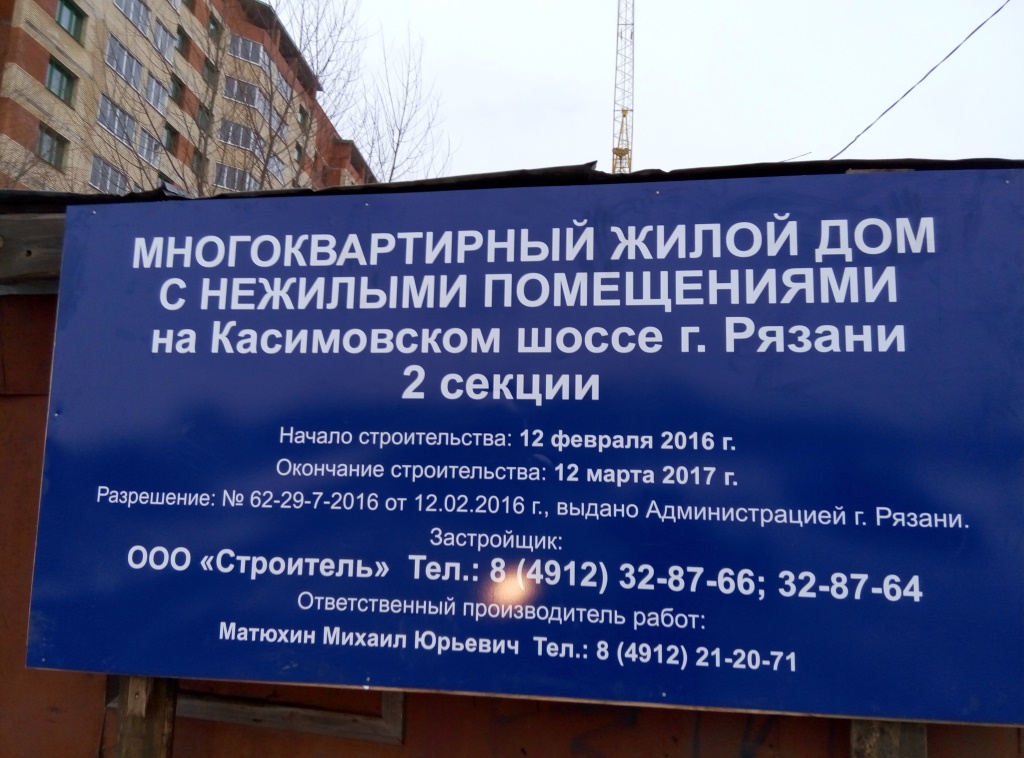 МНОГОКВАРТИРНЫЙ ЖИЛОЙ ДОМ
С НЕЖИЛЫМИ ПОМЕЩЕНИЯМИ
на Касимовском шоссе г. Рязани
2 секции
Начало строительства: 12 февраля 2016 г.
Окончание строительства: 12 марта 2017 г.
Разрешение: № 62-29-7-2016 от 12.02.2016 г., выдано Администрацией г. Рязани.
Застройщик:
ООО «Строитель» Тел.: 8 (4912) 32-87-66; 32-87-64
Ответственный производитель работ:
Матюхин Михаил Юрьевич Тел.: 8 (4912) 21-20-71